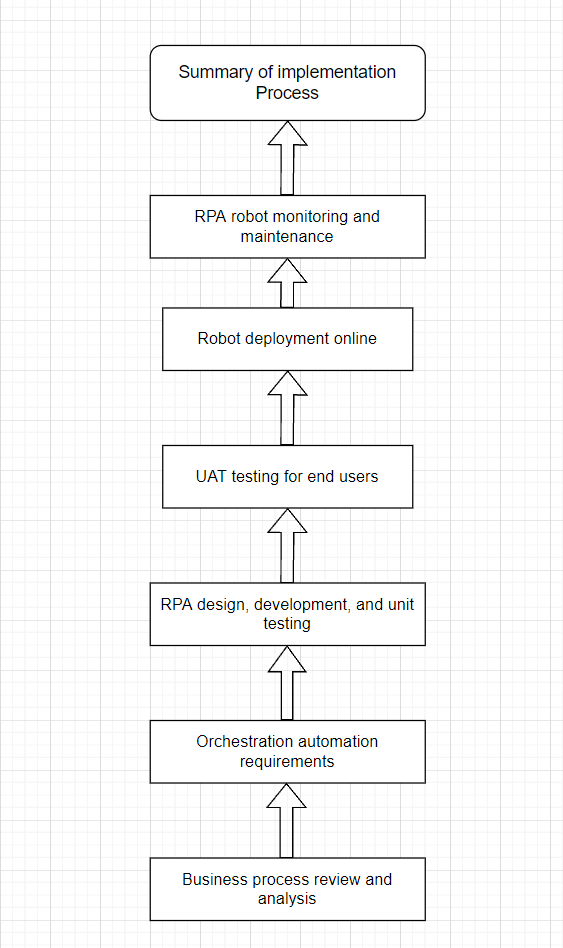 Summary of implementation
Process
RPA robot monitoring and
maintenance
Robot deployment online
UAT testing for end users
RPA design, development, and unit
testing
Orchestration automation
requirements
Business process review and
analysis